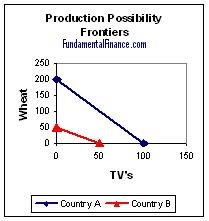 Production Possibility
Frontiers
FundamentalFinance.com
Wheat
250
200
150
100
50
0
0 50 100 150
TV's
Country A Country B